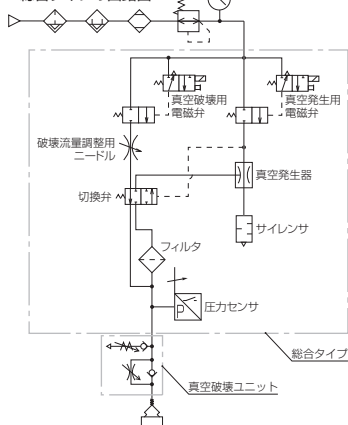 真空破壊用
電磁弁
真空発生用
電磁弁
破壊流量調整用
ニードル
真空発生器
切換弁
サイレンサ
フィルタ
P
圧力センサ
総合タイプ
真空破壊ユニット